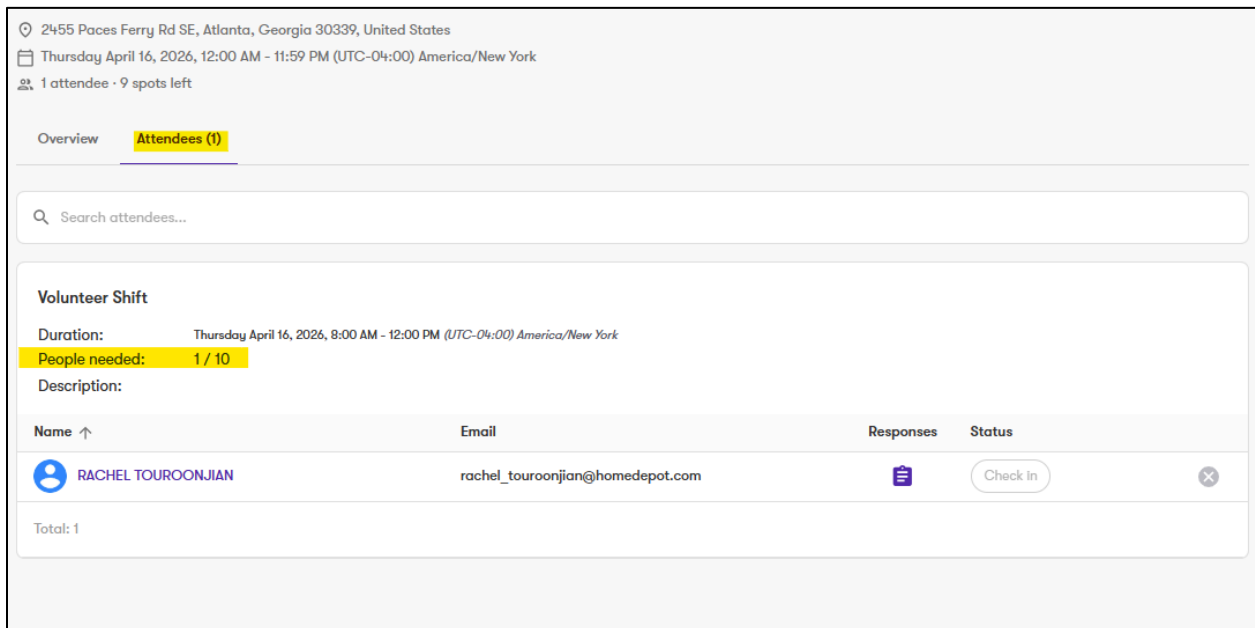 2455 Paces Ferry Rd SE, Atlanta, Georgia 30339, United States
Thursday April 16, 2026, 12:00 AM - 11:59 PM (UTC-04:00) America/New York
1 attendee · 9 spots left
Overview Attendees (1)
Search attendees...
Volunteer Shift
Duration: Thursday April 16, 2026, 8:00 AM - 12:00 PM (UTC-04:00) America/New York
People needed: 1 / 10
Description:
Name Email Responses Status
RACHEL TOUROONJIAN rachel_touroonjian@homedepot.com Check In
Total: 1